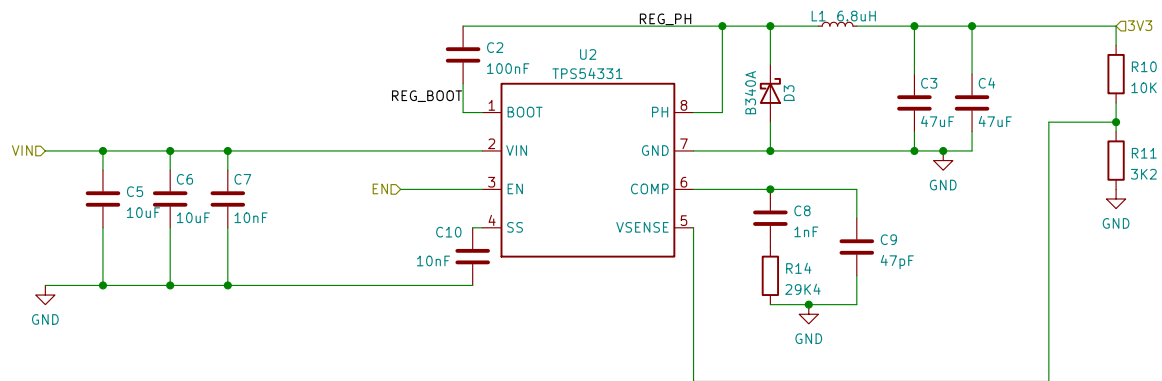 REG_PH
L1 6.8uH
3V3
C2
100nF
U2
TPS54331
REG_BOOT
1
BOOT
PH
8
B340A
D3
C3
47uF
C4
47uF
R10
10K
VIN
2
VIN
GND
7
GND
R11
3K2
GND
C5
10uF
C6
10uF
C7
10nF
EN
3
EN
COMP
6
C10
10nF
4
SS
VSENSE
5
C8
1nF
C9
47pF
R14
29K4
GND
GND